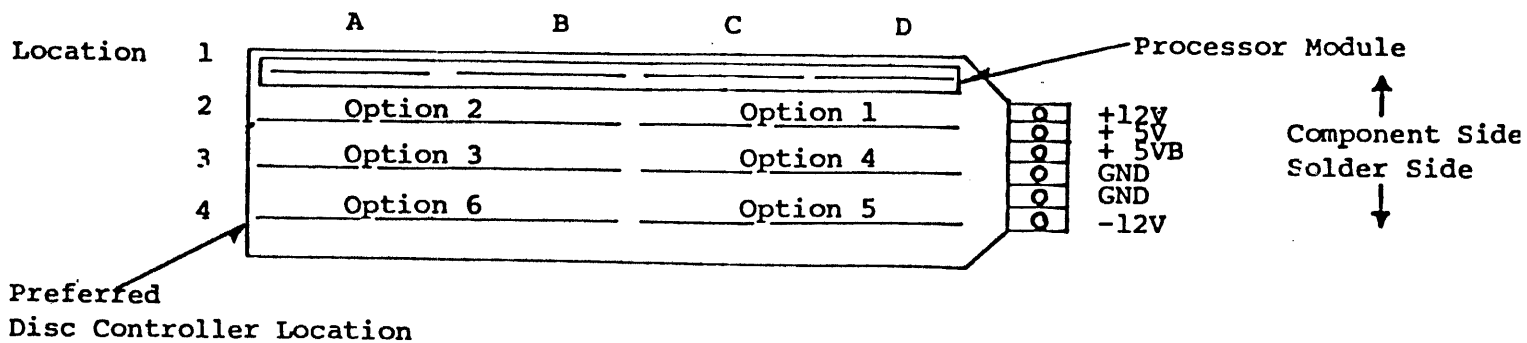 A B C D
Location 1
Processor Module
2 Option 2 Option 1
+12V
+ 5V
Component Side
3 Option 3 Option 4
+ 5VB
Solder Side
GND
GND
4 Option 6 Option 5
-12V
Preferred
Disc Controller Location